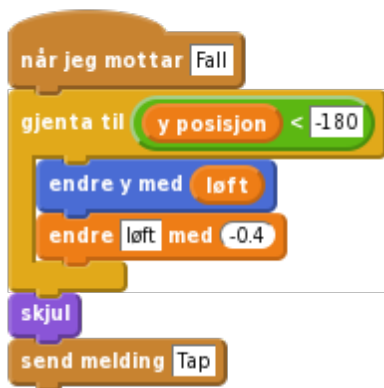 når jeg mottar Fall
gjenta til y posisjon < -180
endre y med løft
endre løft med -0.4
skjul
send melding Tap